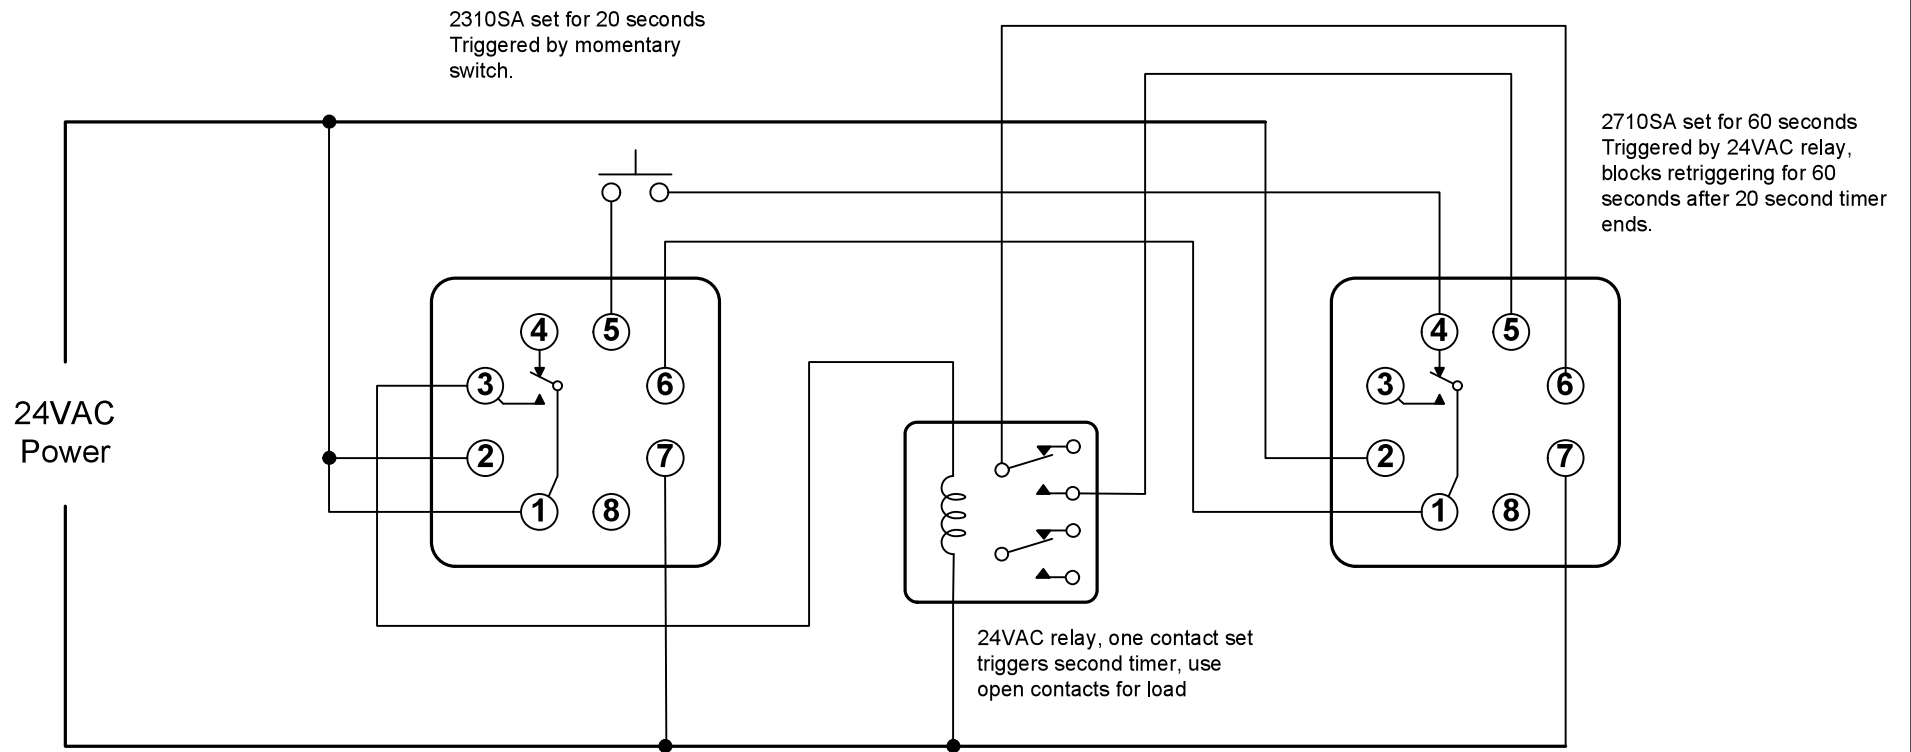 2310SA set for 20 seconds
Triggered by momentary
switch.
2710SA set for 60 seconds
Triggered by 24VAC relay,
blocks retriggering for 60
seconds after 20 second timer
ends.
24VAC
Power
4 5
3 6
2 7
1 8
4 5
3 6
2 7
1 8
24VAC relay, one contact set
triggers second timer, use
open contacts for load